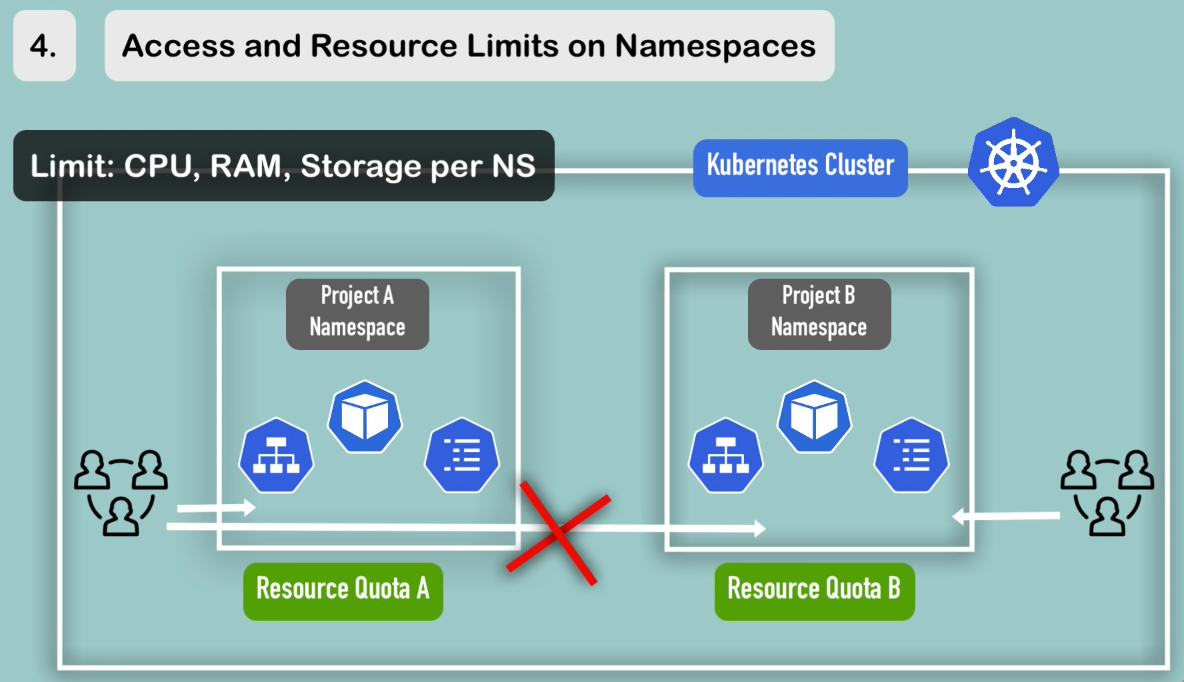 4.
Access and Resource Limits on Namespaces
Limit: CPU, RAM, Storage per NS
Kubernetes Cluster
Project A
Namespace
Project B
Namespace
Resource Quota A
Resource Quota B